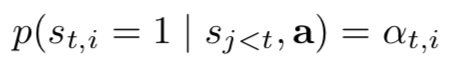 p(s_{t,i} = 1 | s_{j<t}, a) = α_{t,i}